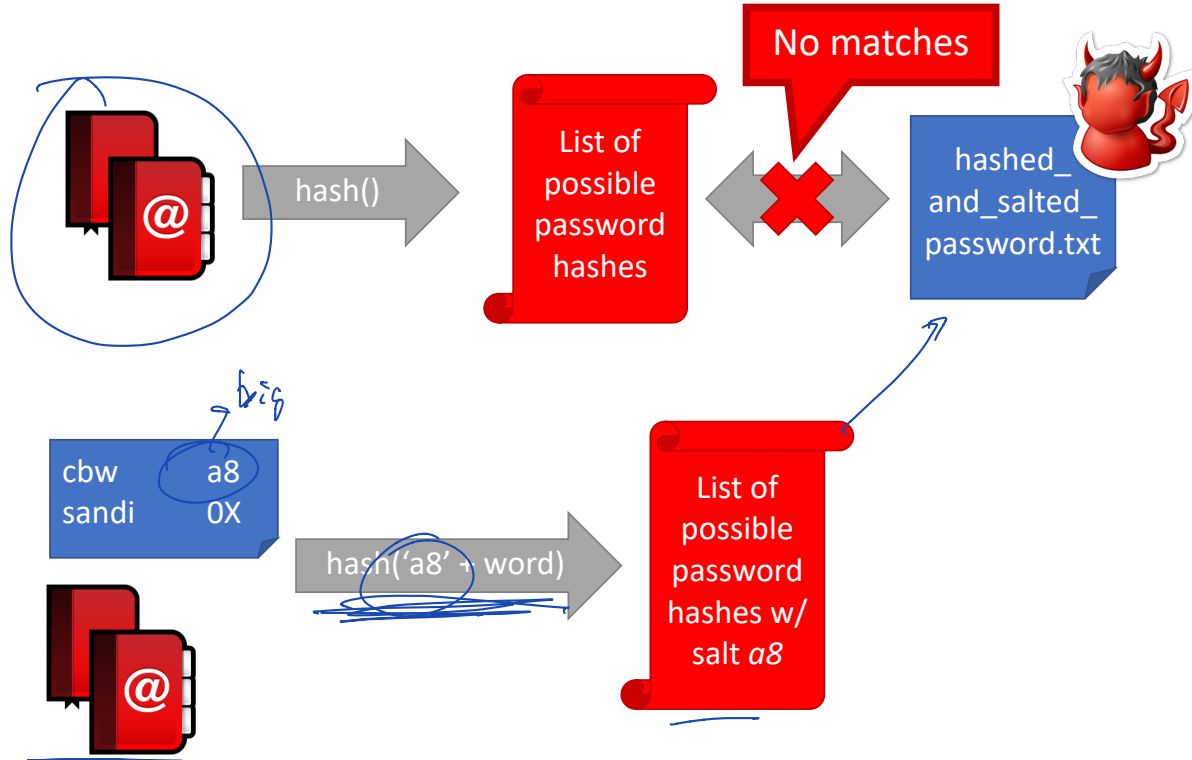 No matches
@
hash()
List of
possible
password
hashes
hashed_
and_salted_
password.txt
big
cbw a8
sandi 0X
hash(‘a8’ + word)
List of
possible
password
hashes w/
salt a8
@